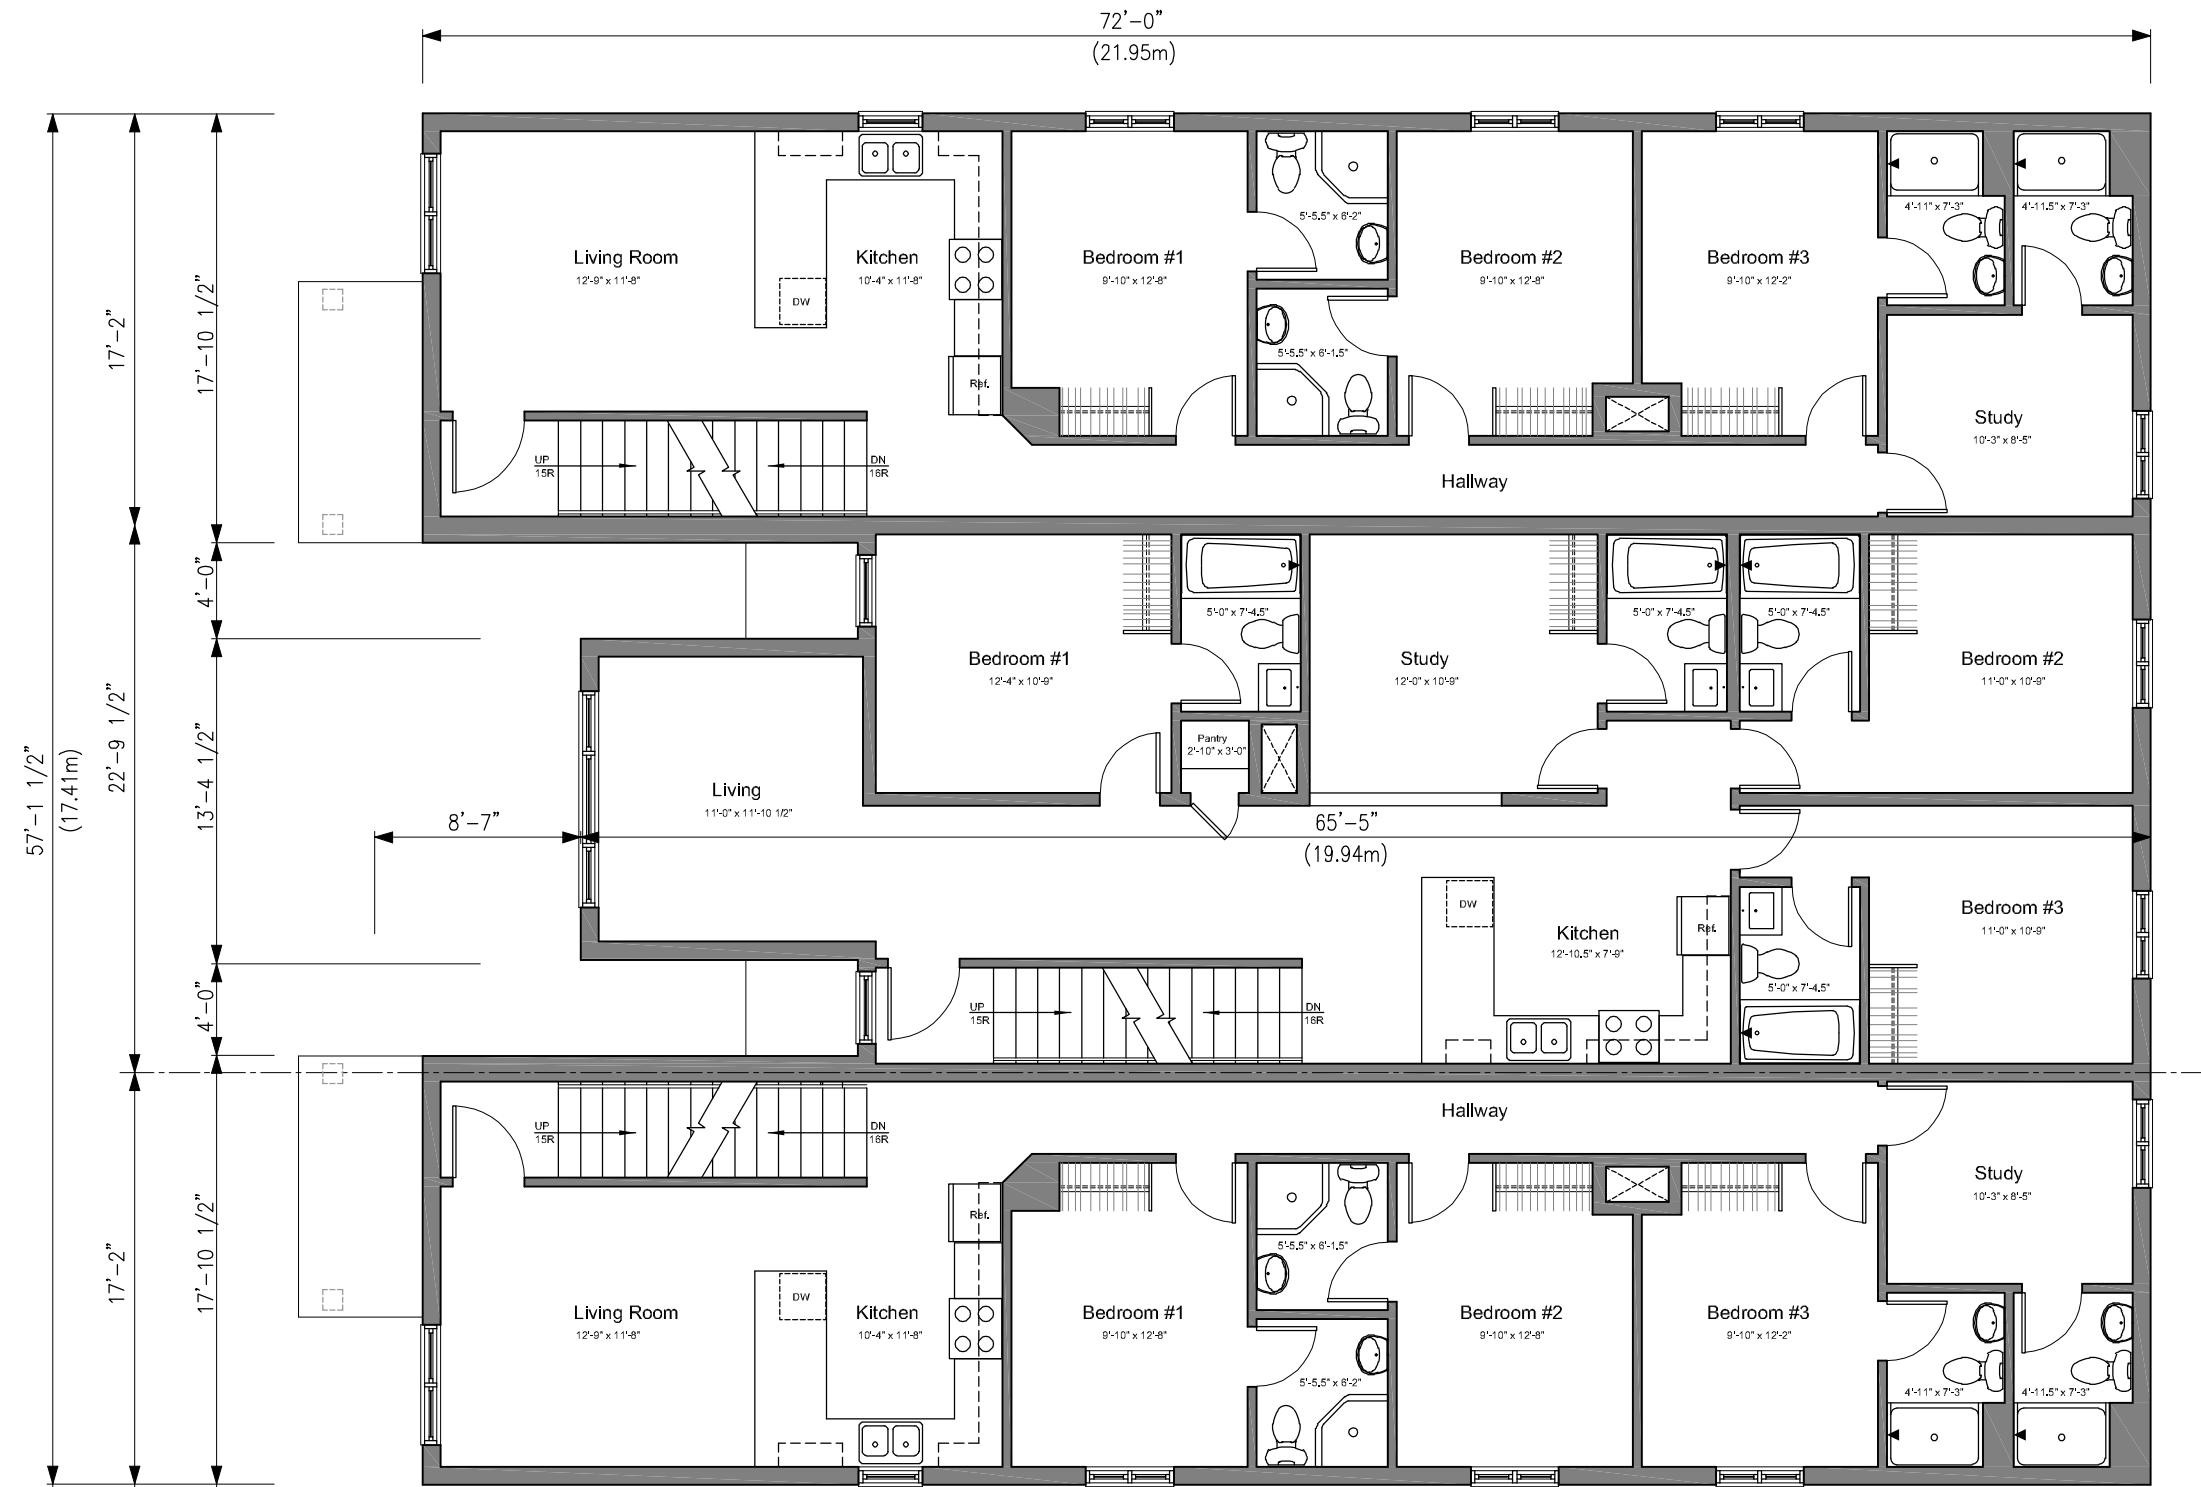 72'-0"
(21.95m)
57'-11 1/2"
(17.41m)
17'-2"
22'-9 1/2"
17'-2"
17'-10 1/2"
4'-0"
13'-4 1/2"
4'-0"
17'-10 1/2"
8'-7"
65'-5"
(19.94m)
Living Room
12'-9" x 11'-8"
Kitchen
10'-4" x 11'-8"
DW
Ref.
Bedroom #1
9'-10" x 12'-8"
5'-5.5" x 6'-2"
5'-5.5" x 6'-1.5"
Bedroom #2
9'-10" x 12'-8"
Bedroom #3
9'-10" x 12'-2"
4'-11" x 7'-3"
4'-11.5" x 7'-3"
Study
10'-3" x 8'-5"
UP
15R
DN
16R
Hallway
Bedroom #1
12'-4" x 10'-9"
5'-0" x 7'-4.5"
Study
12'-0" x 10'-9"
5'-0" x 7'-4.5"
5'-0" x 7'-4.5"
Bedroom #2
11'-0" x 10'-9"
Pantry
2'-10" x 3'-0"
Living
11'-0" x 11'-10 1/2"
DW
Kitchen
12'-10.5" x 7'-9"
Ref.
Bedroom #3
11'-0" x 10'-9"
5'-0" x 7'-4.5"
UP
15R
DN
16R
Hallway
UP
15R
DN
16R
Study
10'-3" x 8'-5"
Ref.
5'-5.5" x 6'-1.5"
DW
Living Room
12'-9" x 11'-8"
Kitchen
10'-4" x 11'-8"
Bedroom #1
9'-10" x 12'-8"
Bedroom #2
9'-10" x 12'-8"
Bedroom #3
9'-10" x 12'-2"
5'-5.5" x 6'-2"
4'-11" x 7'-3"
4'-11.5" x 7'-3"